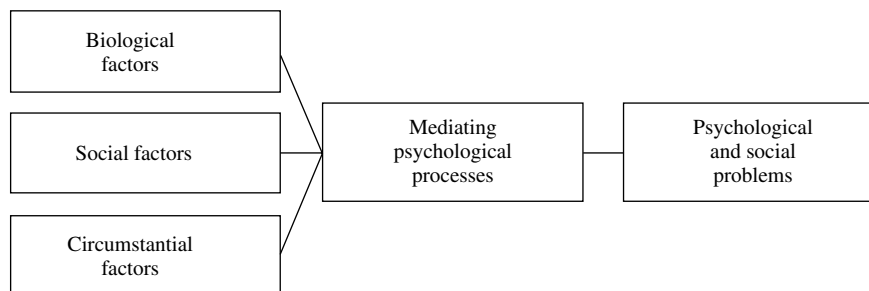 Biological
factors
Social factors
Circumstantial
factors
Mediating
psychological
processes
Psychological
and social
problems